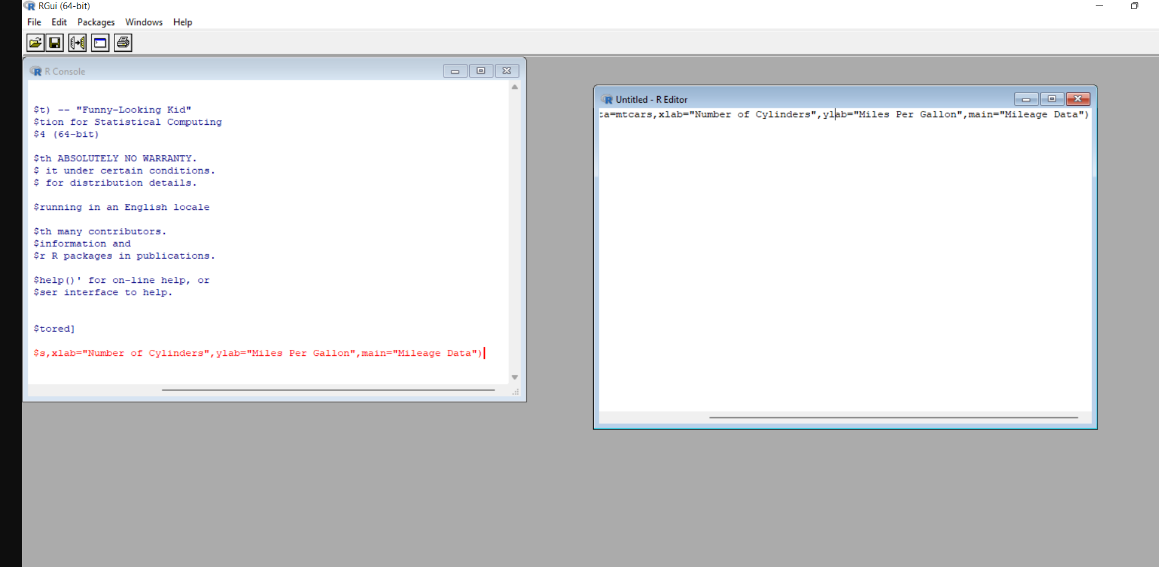 RGui (64-bit)
File Edit Packages Windows Help
R Console
$t) -- "Funny-Looking Kid"
$tion for Statistical Computing
$4 (64-bit)
$th ABSOLUTELY NO WARRANTY.
$ it under certain conditions.
$ for distribution details.
$running in an English locale
$th many contributors.
$information and
$r R packages in publications.
$help()' for on-line help, or
$ser interface to help.
$tored]
$s,xlab="Number of Cylinders",ylab="Miles Per Gallon",main="Mileage Data")
Untitled - R Editor
ta=mtcars,xlab="Number of Cylinders",ylab="Miles Per Gallon",main="Mileage Data")